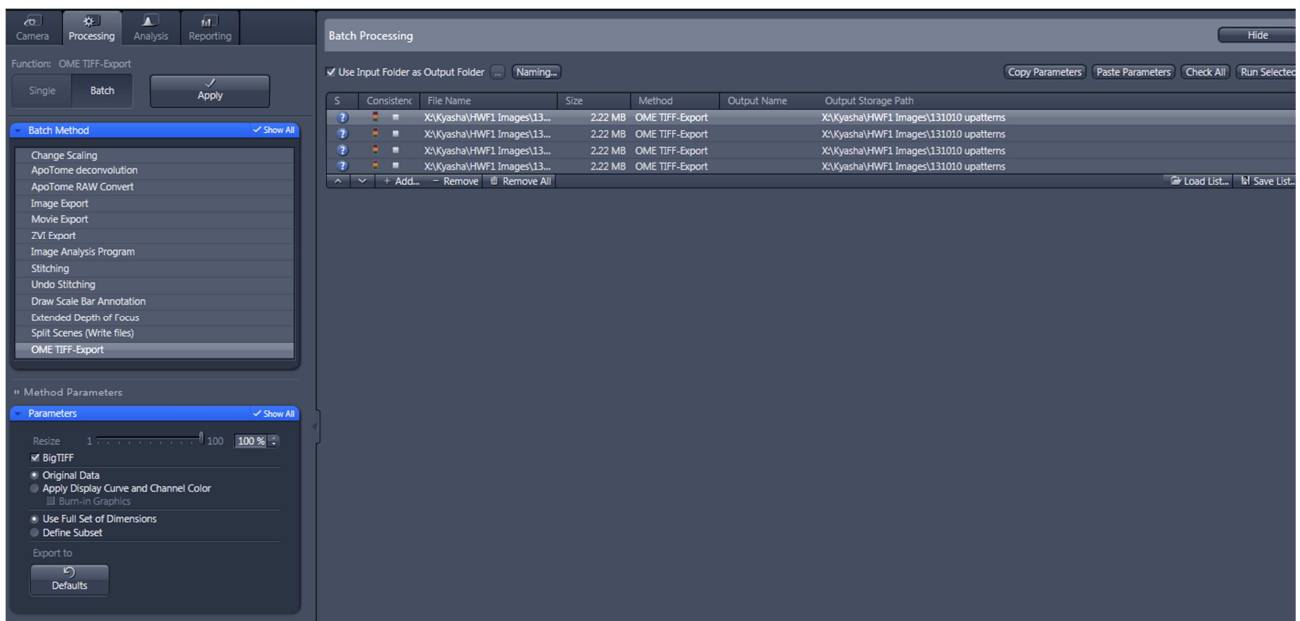 Camera Processing Analysis Reporting
Function: OME TIFF-Export
Single Batch Apply
Batch Method Show All
Change Scaling
ApoTome deconvolution
ApoTome RAW Convert
Image Export
Movie Export
ZVI Export
Image Analysis Program
Stitching
Undo Stitching
Draw Scale Bar Annotation
Extended Depth of Focus
Split Scenes (Write files)
OME TIFF-Export
Method Parameters
Parameters Show All
Resize 1 100 100 %
BigTIFF
Original Data
Apply Display Curve and Channel Color
Burn-in Graphics
Use Full Set of Dimensions
Define Subset
Export to
Defaults
Batch Processing Hide
Use Input Folder as Output Folder ... Naming... Copy Parameters Paste Parameters Check All Run Selected
S Consistenc File Name Size Method Output Name Output Storage Path
? X:\Kyasha\HWF1 Images\13... 2.22 MB OME TIFF-Export X:\Kyasha\HWF1 Images\131010 upatterns
? X:\Kyasha\HWF1 Images\13... 2.22 MB OME TIFF-Export X:\Kyasha\HWF1 Images\131010 upatterns
? X:\Kyasha\HWF1 Images\13... 2.22 MB OME TIFF-Export X:\Kyasha\HWF1 Images\131010 upatterns
? X:\Kyasha\HWF1 Images\13... 2.22 MB OME TIFF-Export X:\Kyasha\HWF1 Images\131010 upatterns
+ Add... − Remove Remove All Load List... Save List...